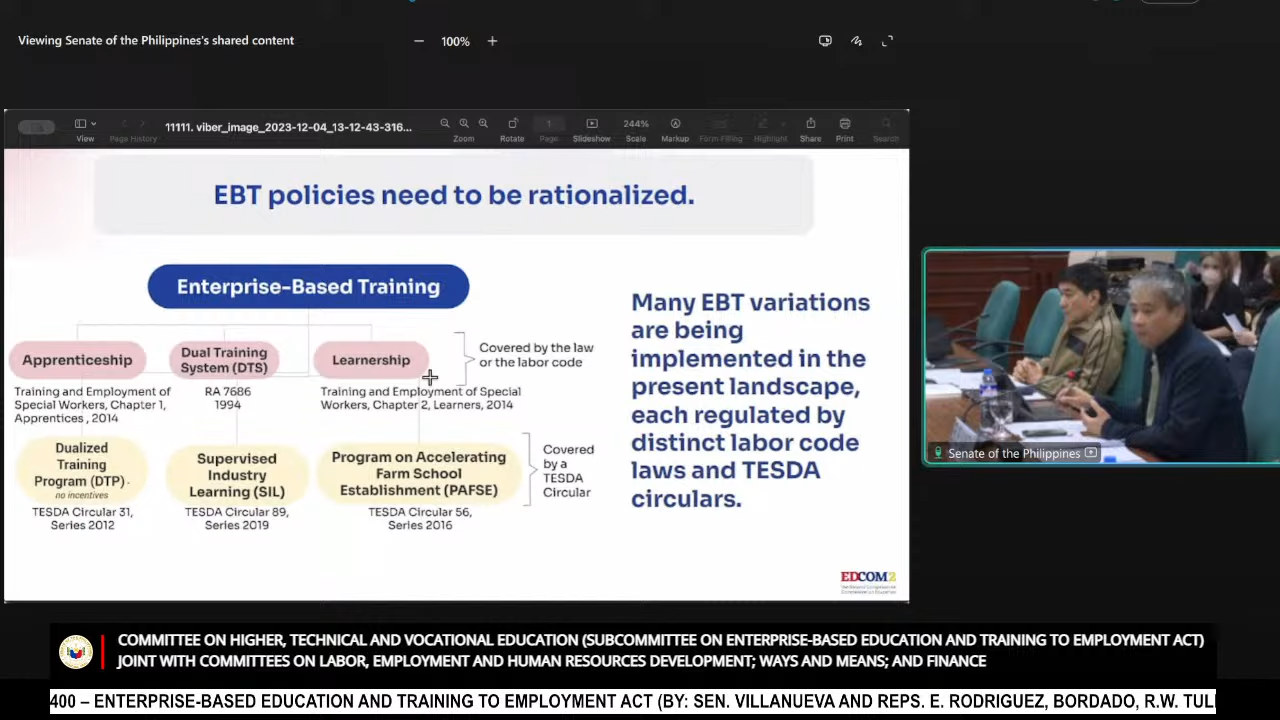 Viewing Senate of the Philippines's shared content
100%
11111. viber_image_2023-12-04_13-12-43-316...
244%
View
Page History
Zoom
Rotate
Page
Slideshow
Scale
Markup
Form Filling
Highlight
Share
Print
Search
EBT policies need to be rationalized.
Enterprise-Based Training
Apprenticeship
Dual Training
System (DTS)
Learnership
Covered by the law
or the labor code
Training and Employment of
Special Workers, Chapter 1,
Apprentices , 2014
RA 7686
1994
Training and Employment of Special
Workers, Chapter 2, Learners, 2014
Dualized
Training
Program (DTP) -
no incentives
Supervised
Industry
Learning (SIL)
Program on Accelerating
Farm School
Establishment (PAFSE)
Covered
by a
TESDA
Circular
TESDA Circular 31,
Series 2012
TESDA Circular 89,
Series 2019
TESDA Circular 56,
Series 2016
Many EBT variations
are being
implemented in the
present landscape,
each regulated by
distinct labor code
laws and TESDA
circulars.
EDCOM2
Senate of the Philippines
COMMITTEE ON HIGHER, TECHNICAL AND VOCATIONAL EDUCATION (SUBCOMMITTEE ON ENTERPRISE-BASED EDUCATION AND TRAINING TO EMPLOYMENT ACT)
JOINT WITH COMMITTEES ON LABOR, EMPLOYMENT AND HUMAN RESOURCES DEVELOPMENT; WAYS AND MEANS; AND FINANCE
400 – ENTERPRISE-BASED EDUCATION AND TRAINING TO EMPLOYMENT ACT (BY: SEN. VILLANUEVA AND REPS. E. RODRIGUEZ, BORDADO, R.W. TUL